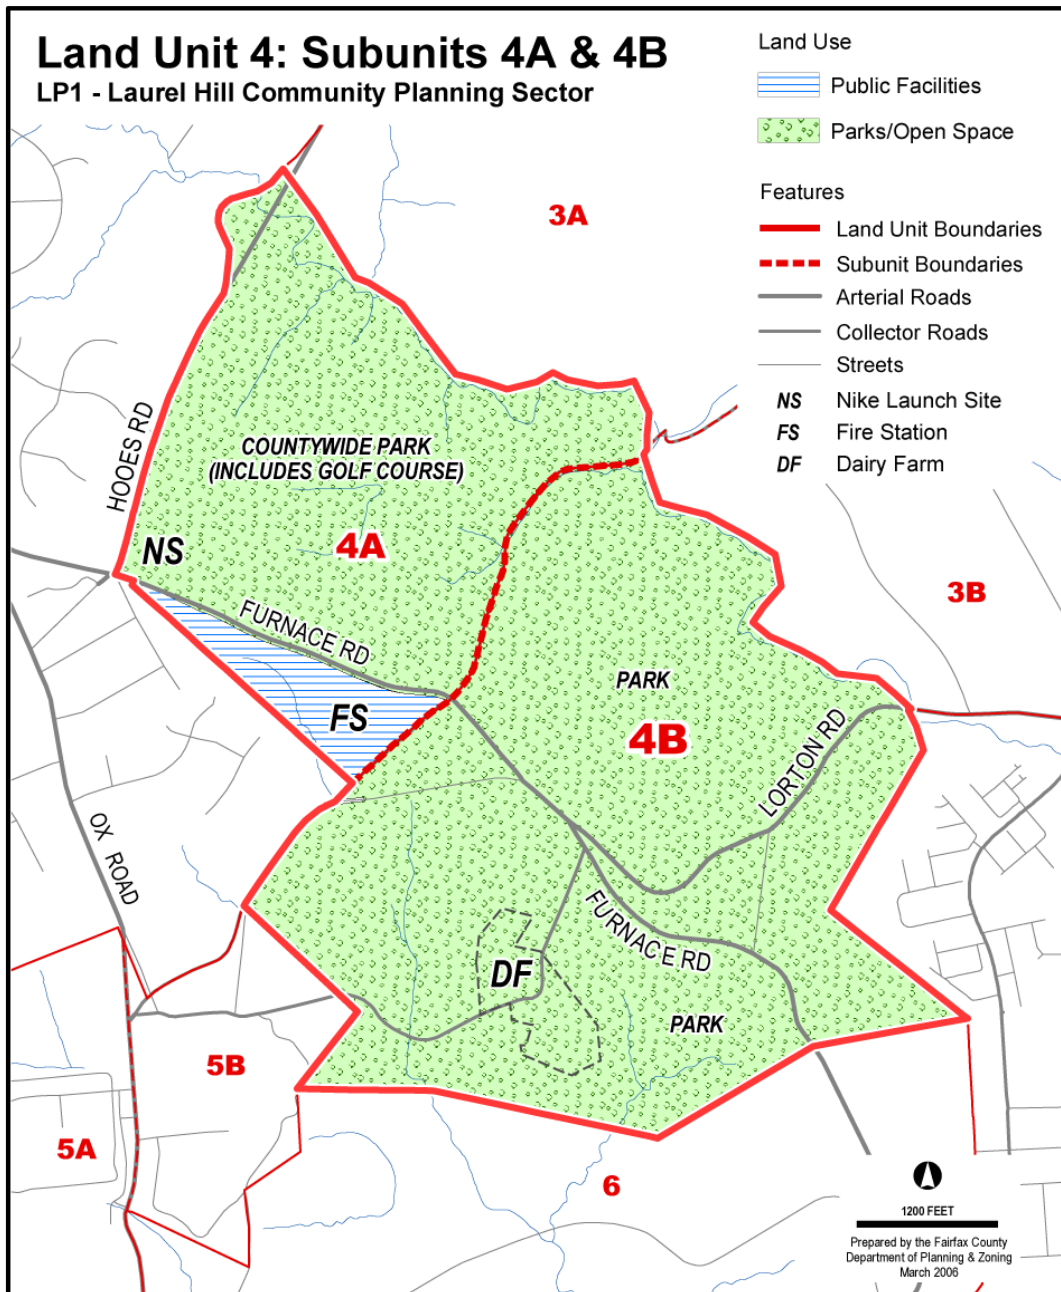 Land Unit 4: Subunits 4A & 4B
LP1 - Laurel Hill Community Planning Sector
Land Use
Public Facilities
Parks/Open Space
Features
Land Unit Boundaries
Subunit Boundaries
Arterial Roads
Collector Roads
Streets
NS Nike Launch Site
FS Fire Station
DF Dairy Farm
3A
HOOES RD
COUNTYWIDE PARK
(INCLUDES GOLF COURSE)
NS
4A
3B
FURNACE RD
PARK
FS
4B
LORTON RD
OX ROAD
FURNACE RD
DF
PARK
5B
5A
6
1200 FEET
Prepared by the Fairfax County
Department of Planning & Zoning
March 2006